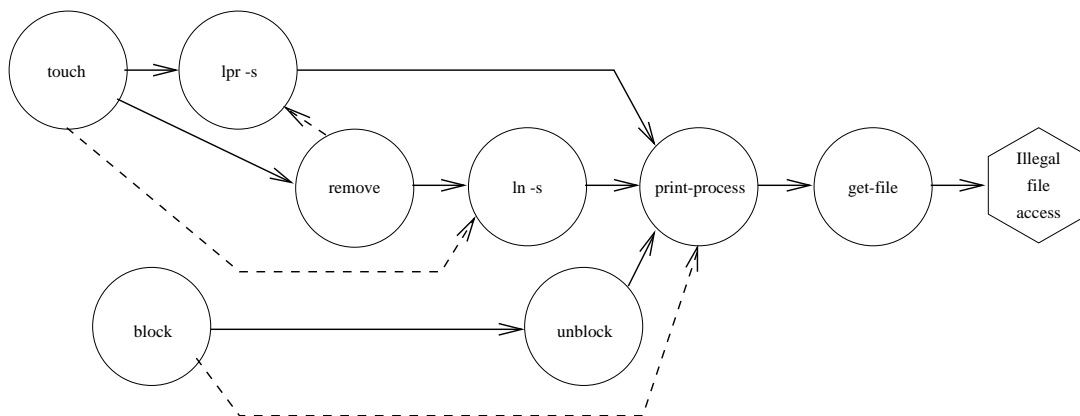 touch
lpr -s
remove
ln -s
print-process
get-file
Illegal
file
access
block
unblock